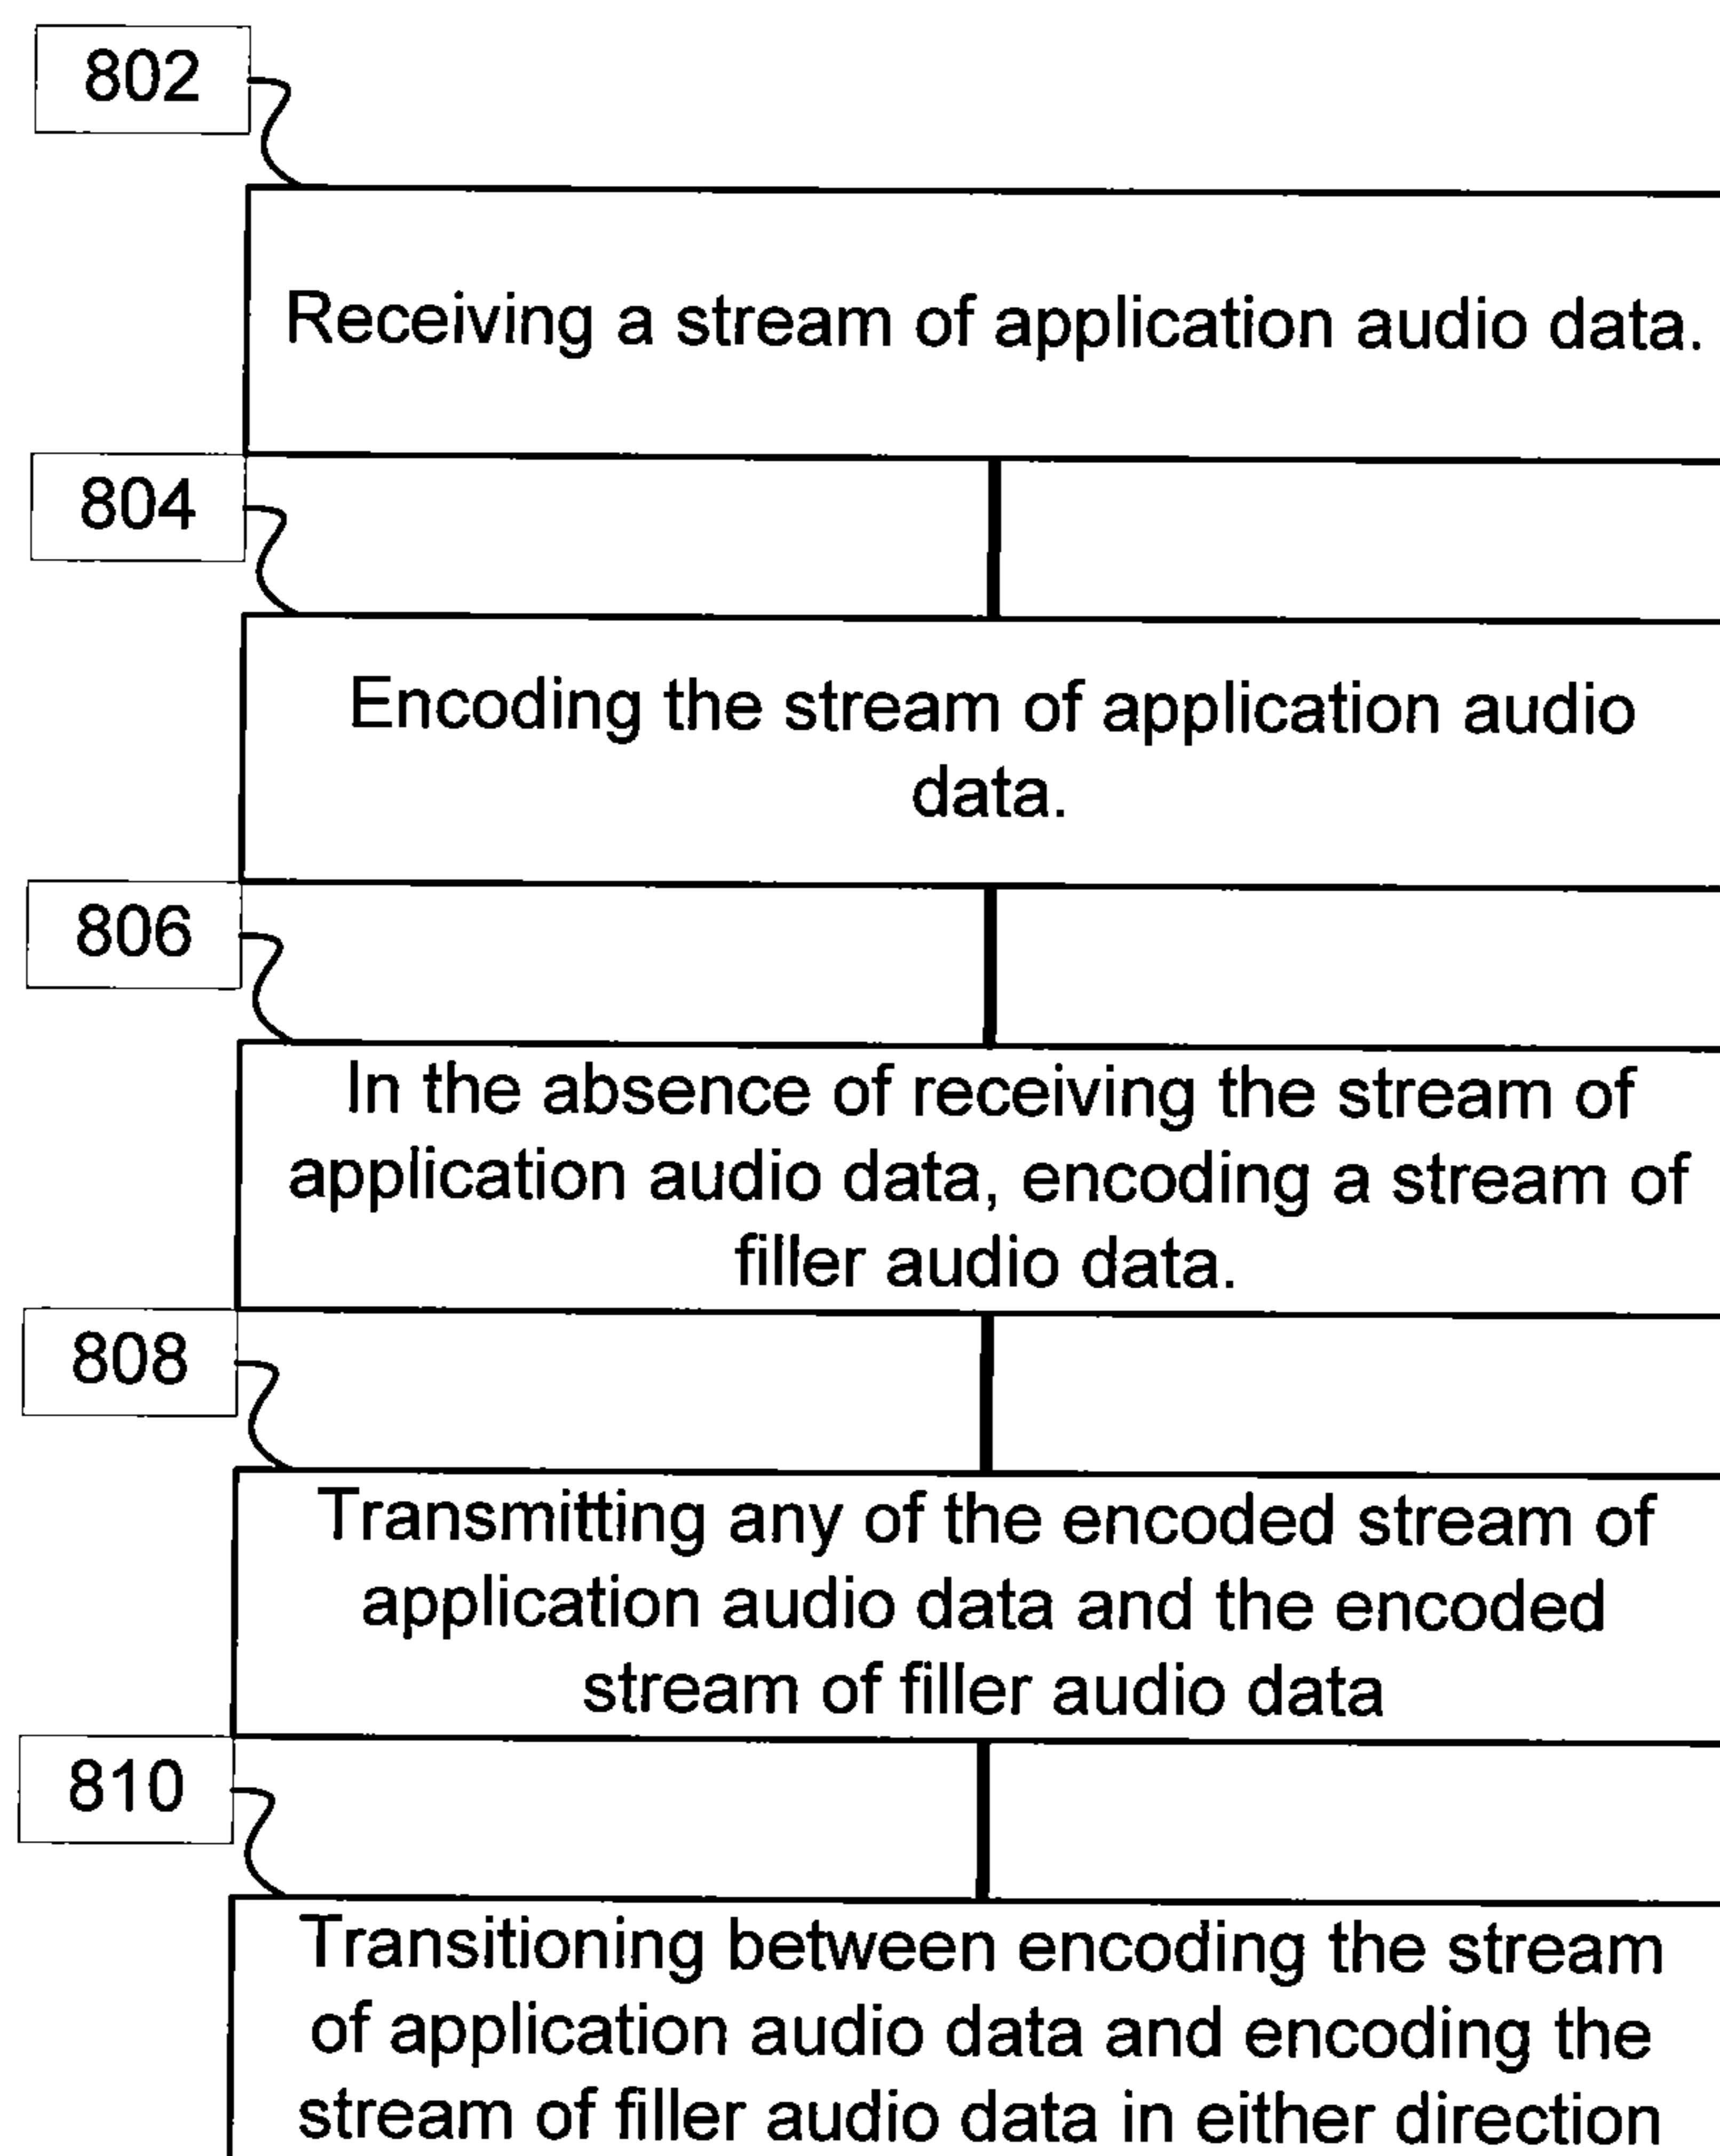 802
Receiving a stream of application audio data.
804
Encoding the stream of application audio
data.
806
In the absence of receiving the stream of
application audio data, encoding a stream of
filler audio data.
808
Transmitting any of the encoded stream of
application audio data and the encoded
stream of filler audio data
810
Transitioning between encoding the stream
of application audio data and encoding the
stream of filler audio data in either direction